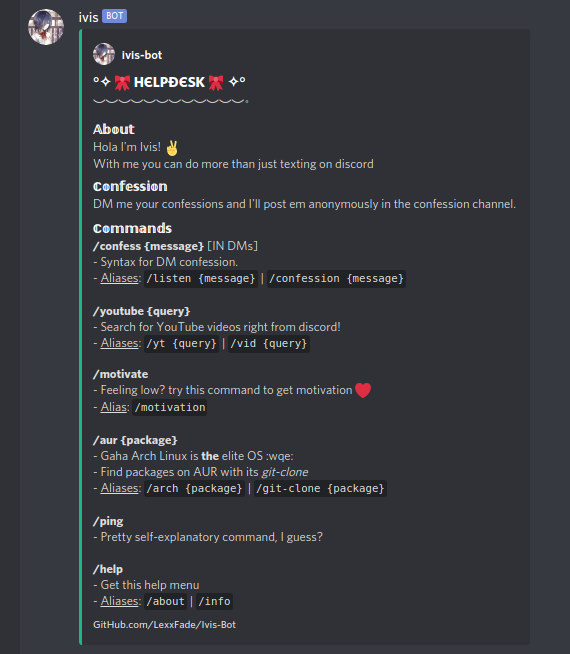 ivis BOT
ivis-bot
°✧ 🎀 HЄLPĐЄSK 🎀 ✧°
‿‿‿‿‿‿‿‿‿‿‿‿。
𝔸𝕓𝕠𝕦𝕥
Hola I'm Ivis! ✌
With me you can do more than just texting on discord
ℂ𝕠𝕟𝕗𝕖𝕤𝕤𝕚𝕠𝕟
DM me your confessions and I'll post em anonymously in the confession channel.
ℂ𝕠𝕞𝕞𝕒𝕟𝕕𝕤
/confess {message} [IN DMs]
- Syntax for DM confession.
- Aliases: /listen {message} | /confession {message}
/youtube {query}
- Search for YouTube videos right from discord!
- Aliases: /yt {query} | /vid {query}
/motivate
- Feeling low? try this command to get motivation ❤
- Alias: /motivation
/aur {package}
- Gaha Arch Linux is the elite OS :wqe:
- Find packages on AUR with its git-clone
- Aliases: /arch {package} | /git-clone {package}
/ping
- Pretty self-explanatory command, I guess?
/help
- Get this help menu
- Aliases: /about | /info
GitHub.com/LexxFade/Ivis-Bot